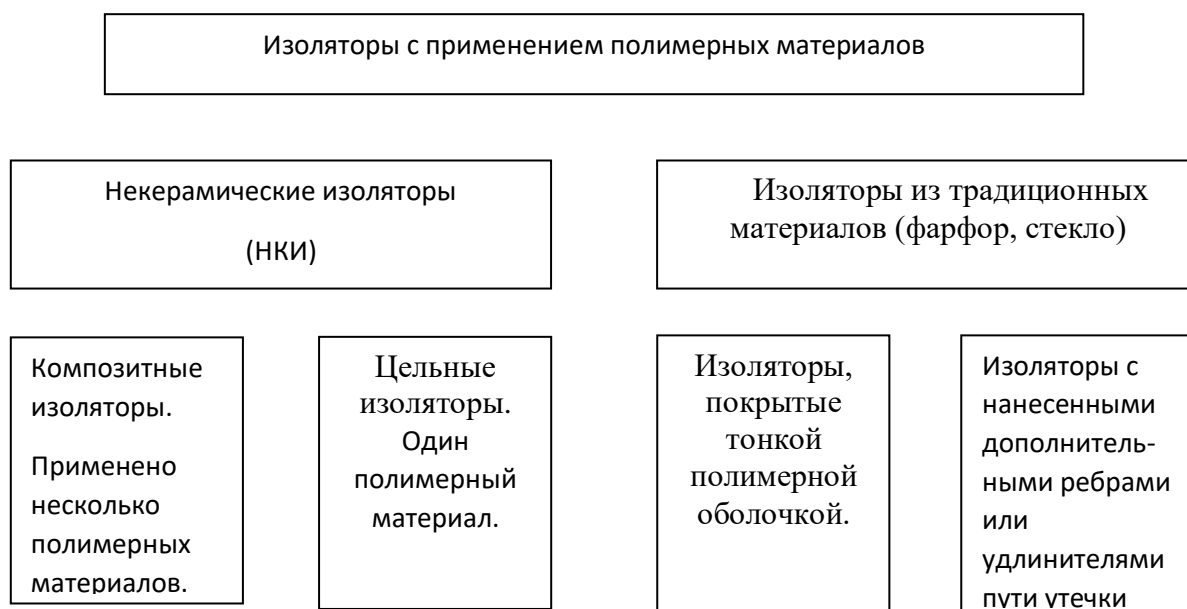 Изоляторы с применением полимерных материалов
Некерамические изоляторы
(НКИ)
Изоляторы из традиционных
материалов (фарфор, стекло)
Композитные
изоляторы.
Применено
несколько
полимерных
материалов.
Цельные
изоляторы.
Один
полимерный
материал.
Изоляторы,
покрытые
тонкой
полимерной
оболочкой.
Изоляторы с
нанесенными
дополнитель-
ными ребрами
или
удлинителями
пути утечки